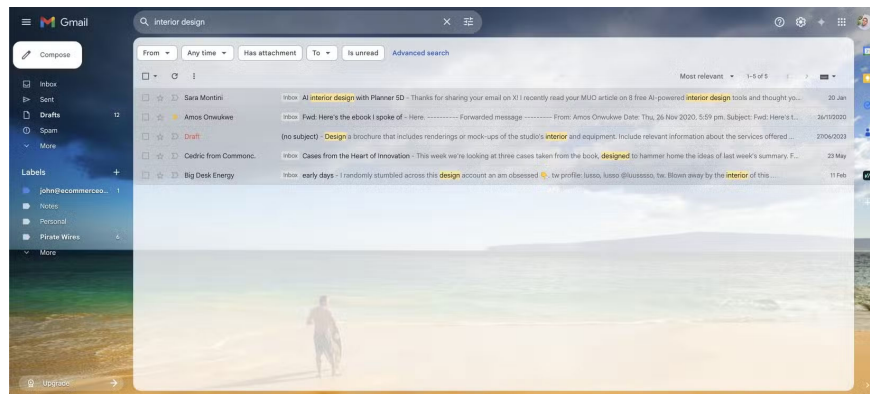 Gmail
interior design
Compose
From
Any time
Has attachment
To
Is unread
Advanced search
Most relevant
1–5 of 5
Inbox
Sent
Drafts 12
Spam
More
Labels
john@ecommerceo... 1
Notes
Personal
Pirate Wires
More
Sara Montini Inbox AI interior design with Planner 5D - Thanks for sharing your email on X! I recently read your MUO article on 8 free AI-powered interior design tools and thought yo... 20 Jan
Amos Onwukwe Inbox Fwd: Here's the ebook I spoke of - Here. ---------- Forwarded message --------- From: Amos Onwukwe Date: Thu, 26 Nov 2020, 5:59 pm. Subject: Fwd: Here's t... 26/11/2020
Draft (no subject) - Design a brochure that includes renderings or mock-ups of the studio's interior and equipment. Include relevant information about the services offered ... 27/06/2023
Cedric from Commonc. Inbox Cases from the Heart of Innovation - This week we're looking at three cases taken from the book, designed to hammer home the ideas of last week's summary. F... 23 May
Big Desk Energy Inbox early days - I randomly stumbled across this design account an am obsessed 👇. tw profile: lusso, lusso @luusssso, tw. Blown away by the interior of this .... 11 Feb
Upgrade